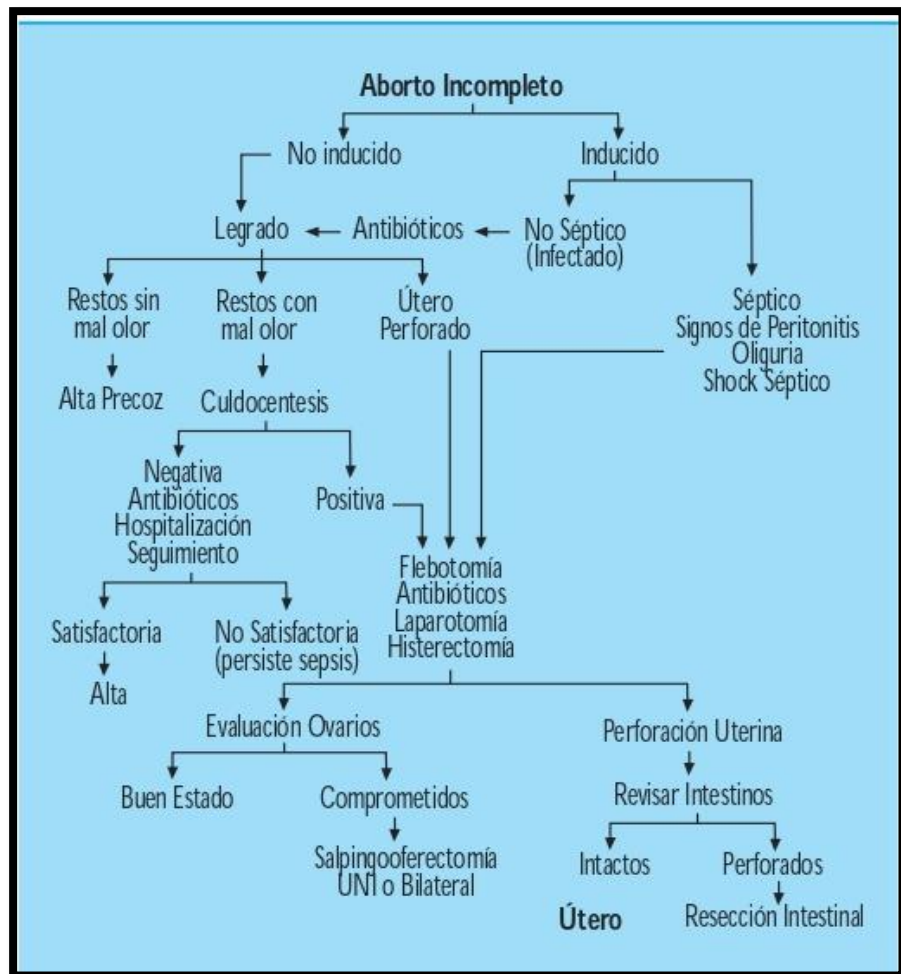 Aborto Incompleto
No inducido
Inducido
Legrado
Antibióticos
No Séptico
(Infectado)
Restos sin
mal olor
Restos con
mal olor
Útero
Perforado
Séptico
Signos de Peritonitis
Oliguria
Shock Séptico
Alta Precoz
Culdocentesis
Negativa
Antibióticos
Hospitalización
Seguimiento
Positiva
Flebotomía
Antibióticos
Laparotomía
Histerectomía
Satisfactoria
No Satisfactoria
(persiste sepsis)
Alta
Evaluación Ovarios
Perforación Uterina
Buen Estado
Comprometidos
Revisar Intestinos
Salpingooferectomía
UNI o Bilateral
Intactos
Perforados
Útero
Resección Intestinal